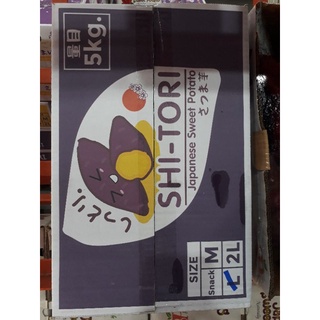 量目
5kg.
しっとり。
SHI-TORI
Japanese Sweet Potato
さつま芋
SIZE
Snack M L 2L